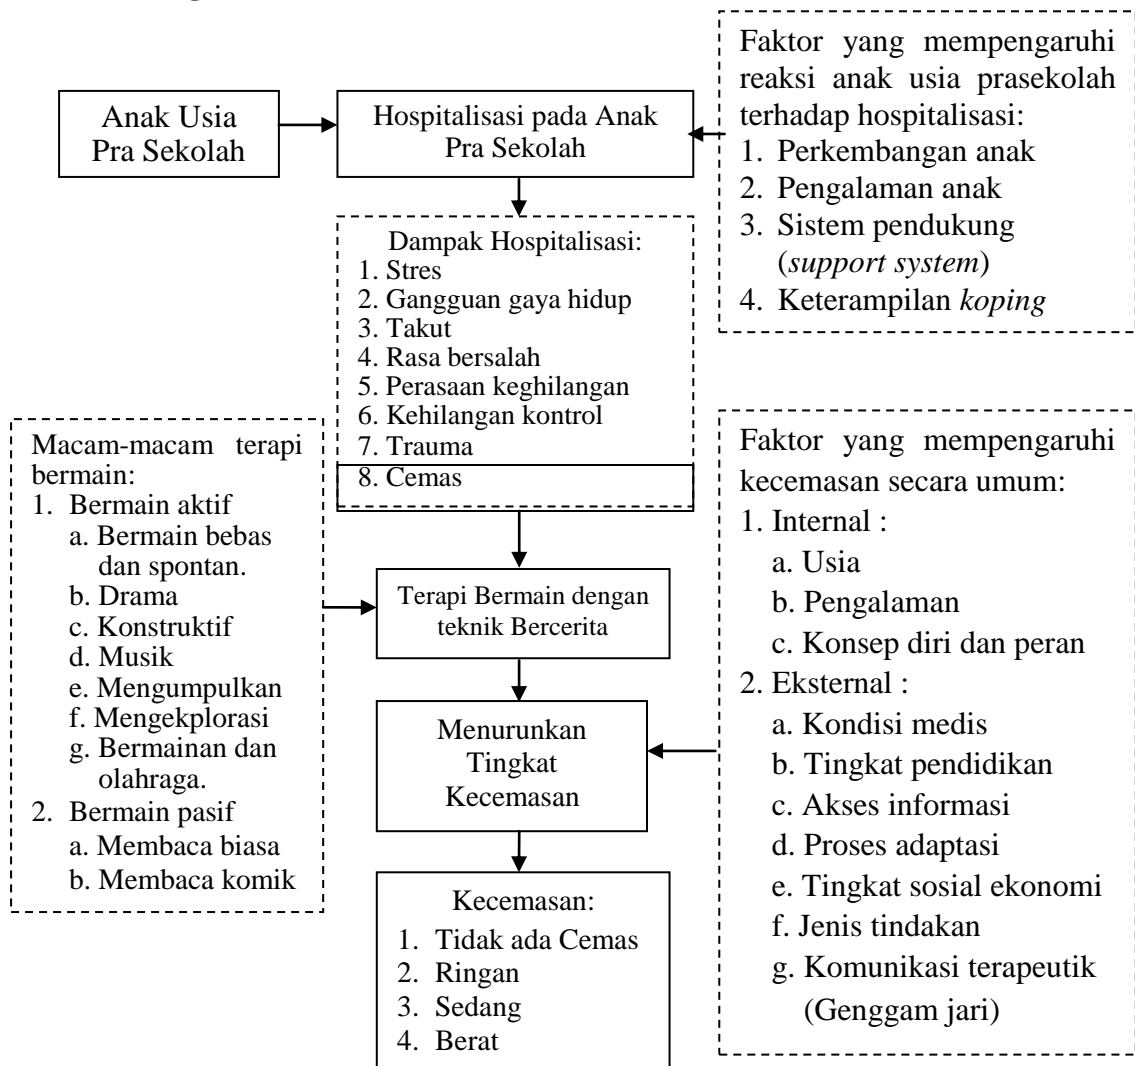 Anak Usia
Pra Sekolah
Hospitalisasi pada Anak
Pra Sekolah
Faktor yang mempengaruhi
reaksi anak usia prasekolah
terhadap hospitalisasi:
1. Perkembangan anak
2. Pengalaman anak
3. Sistem pendukung
(support system)
4. Keterampilan koping
Dampak Hospitalisasi:
1. Stres
2. Gangguan gaya hidup
3. Takut
4. Rasa bersalah
5. Perasaan keghilangan
6. Kehilangan kontrol
7. Trauma
8. Cemas
Macam-macam terapi
bermain:
1. Bermain aktif
a. Bermain bebas
dan spontan.
b. Drama
c. Konstruktif
d. Musik
e. Mengumpulkan
f. Mengekplorasi
g. Bermainan dan
olahraga.
2. Bermain pasif
a. Membaca biasa
b. Membaca komik
Terapi Bermain dengan
teknik Bercerita
Menurunkan
Tingkat
Kecemasan
Kecemasan:
1. Tidak ada Cemas
2. Ringan
3. Sedang
4. Berat
Faktor yang mempengaruhi
kecemasan secara umum:
1. Internal :
a. Usia
b. Pengalaman
c. Konsep diri dan peran
2. Eksternal :
a. Kondisi medis
b. Tingkat pendidikan
c. Akses informasi
d. Proses adaptasi
e. Tingkat sosial ekonomi
f. Jenis tindakan
g. Komunikasi terapeutik
(Genggam jari)